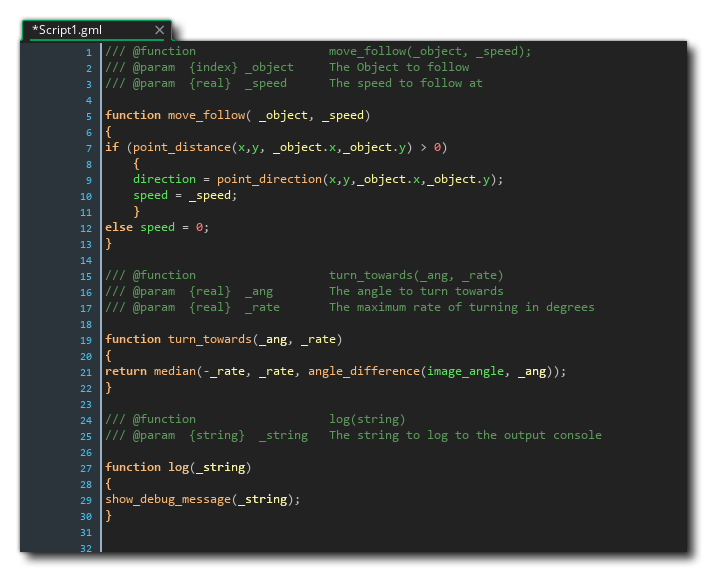 *Script1.gml
1 /// @function                   move_follow(_object, _speed);
2 /// @param  {index} _object     The Object to follow
3 /// @param  {real}  _speed      The speed to follow at
4
5 function move_follow( _object, _speed)
6 {
7 if (point_distance(x,y, _object.x,_object.y) > 0)
8     {
9     direction = point_direction(x,y,_object.x,_object.y);
10     speed = _speed;
11     }
12 else speed = 0;
13 }
14
15 /// @function                   turn_towards(_ang, _rate)
16 /// @param  {real}  _ang        The angle to turn towards
17 /// @param  {real}  _rate       The maximum rate of turning in degrees
18
19 function turn_towards(_ang, _rate)
20 {
21 return median(-_rate, _rate, angle_difference(image_angle, _ang));
22 }
23
24 /// @function                   log(string)
25 /// @param  {string}  _string   The string to log to the output console
26
27 function log(_string)
28 {
29 show_debug_message(_string);
30 }
31
32